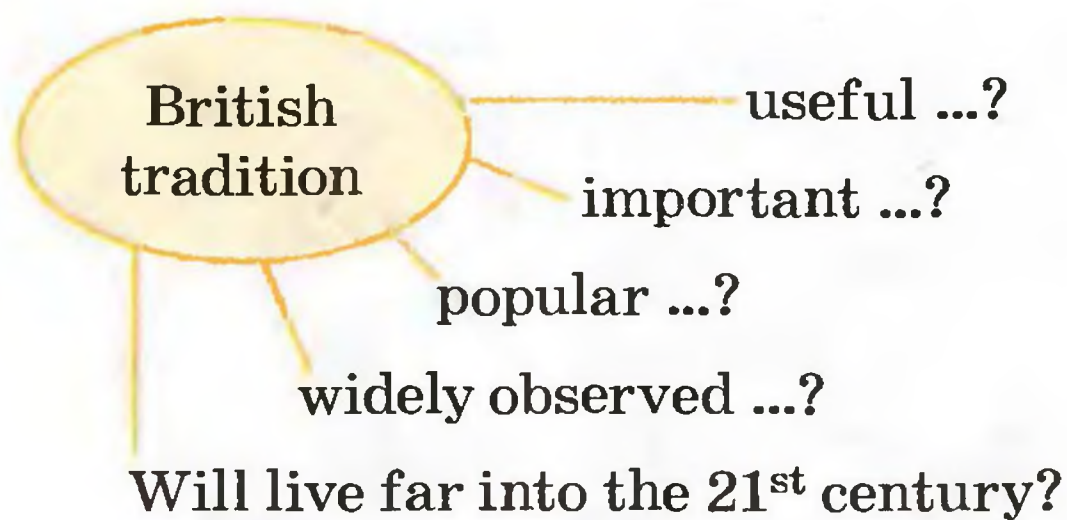 British
tradition
useful ...?
important ...?
popular ...?
widely observed ...?
Will live far into the 21st century?